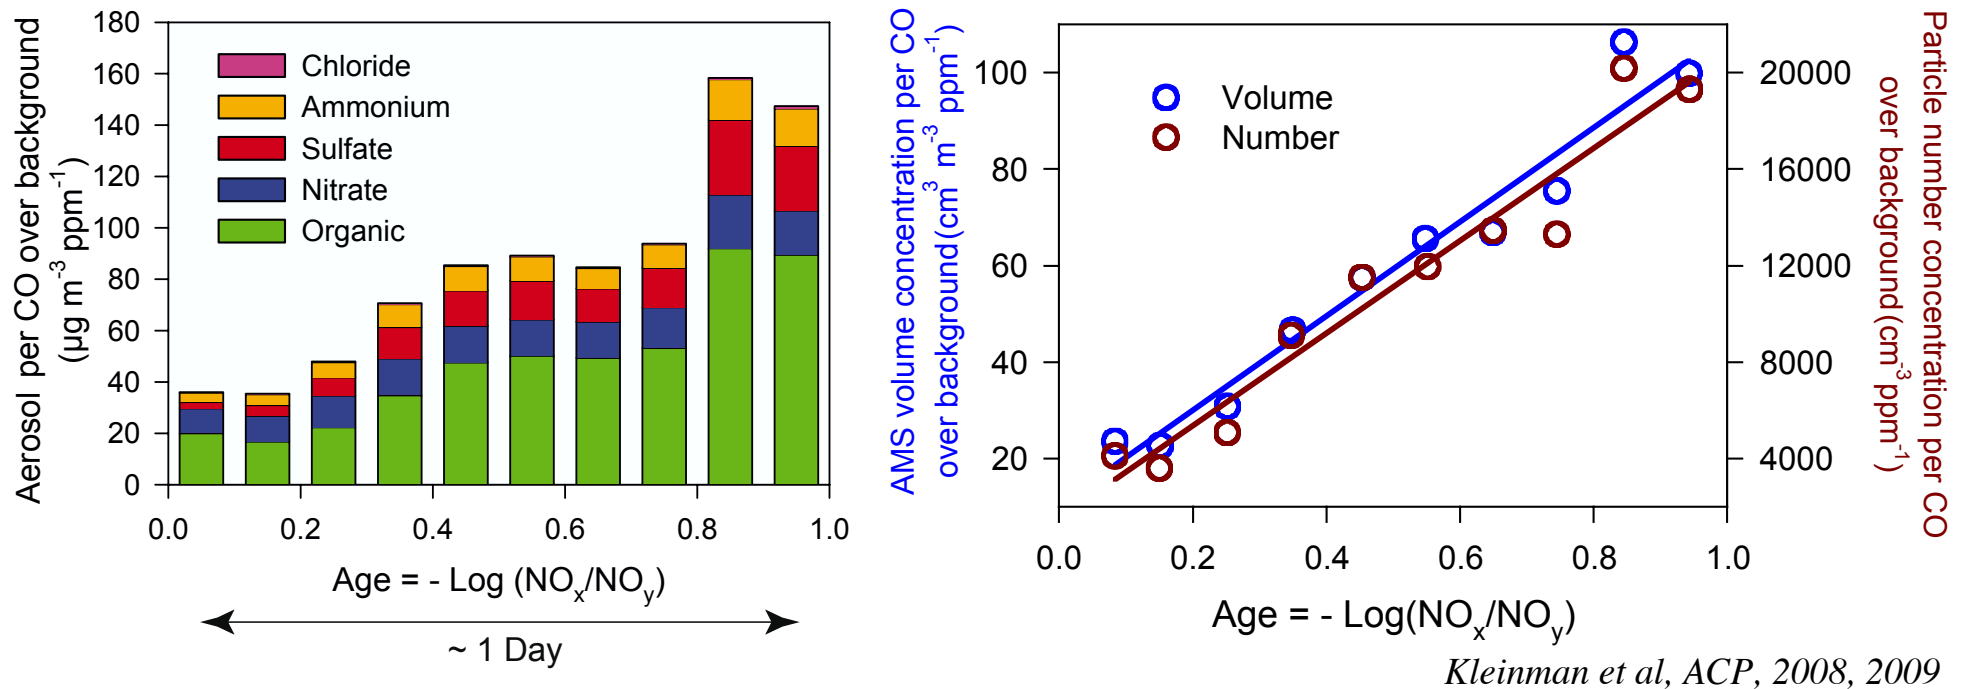 Aerosol per CO over background
(µg m⁻³ ppm⁻¹)
180
160
140
120
100
80
60
40
20
0
Chloride
Ammonium
Sulfate
Nitrate
Organic
0.0 0.2 0.4 0.6 0.8 1.0
Age = - Log (NOₓ/NOᵧ)
~ 1 Day
AMS volume concentration per CO
over background (cm³ m⁻³ ppm⁻¹)
100
80
60
40
20
Volume
Number
20000
16000
12000
8000
4000
Particle number concentration per CO
over background (cm⁻³ ppm⁻¹)
0.0 0.2 0.4 0.6 0.8 1.0
Age = - Log(NOₓ/NOᵧ)
Kleinman et al, ACP, 2008, 2009